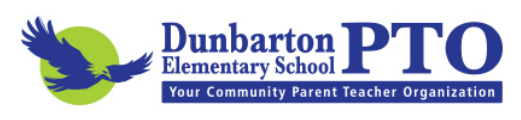 Dunbarton PTO
Elementary School
Your Community Parent Teacher Organization